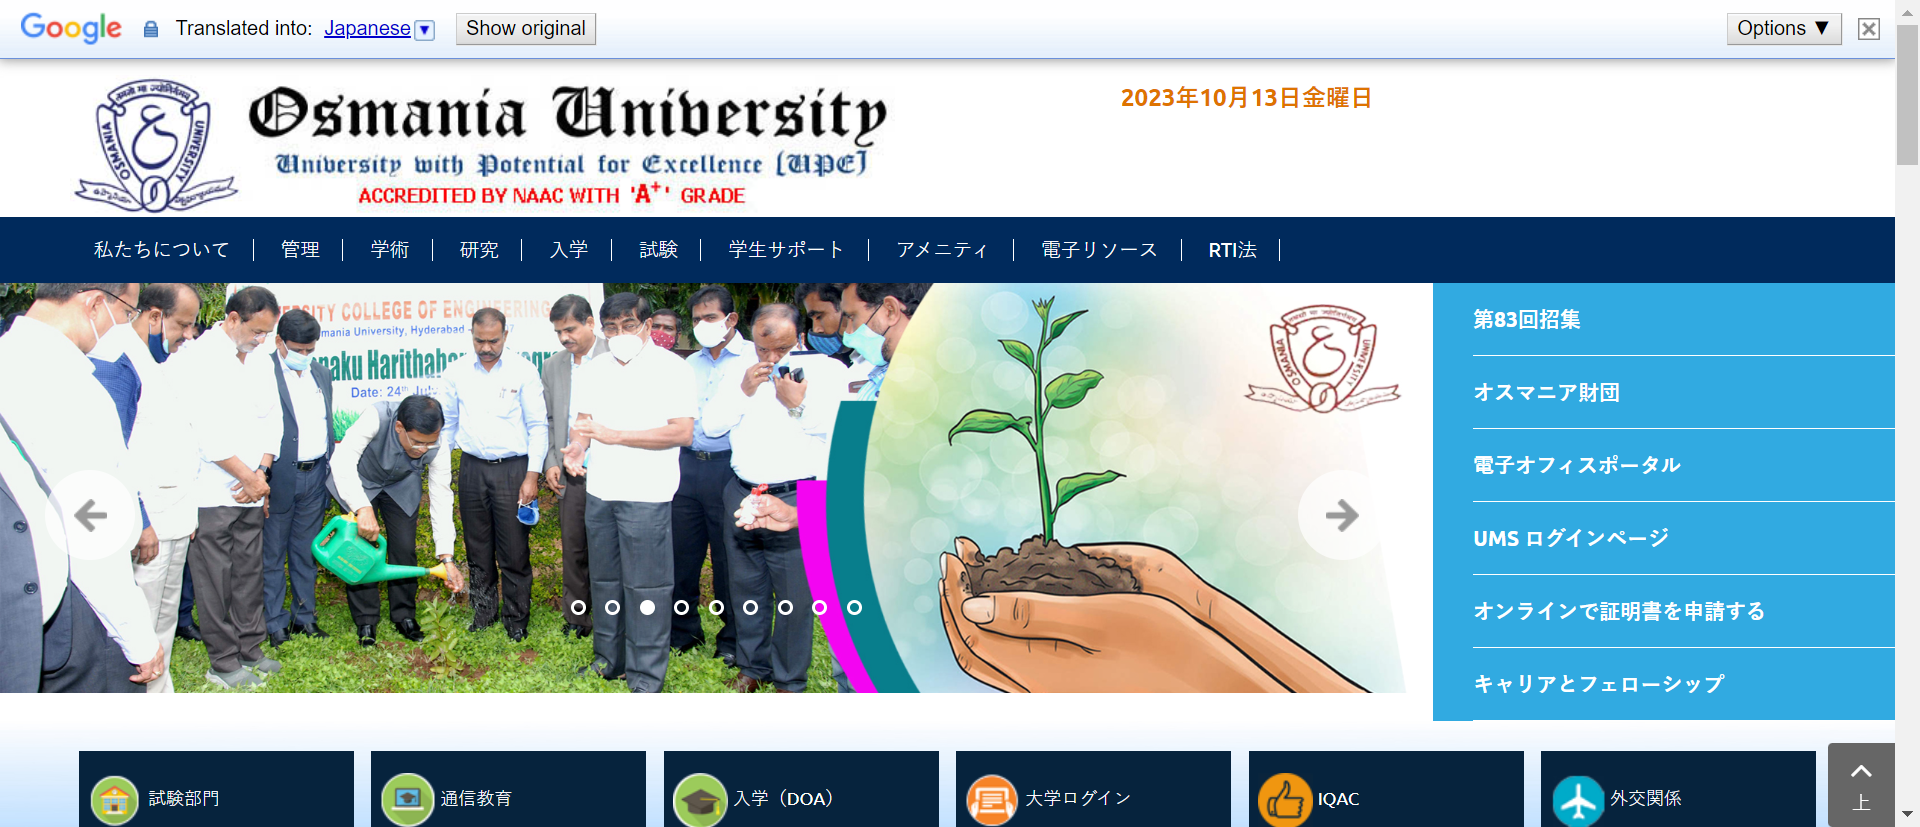 Google Translated into: Japanese ▼ Show original Options ▼
Osmania University
University with Potential for Excellence [UPE]
ACCREDITED BY NAAC WITH 'A+' GRADE
2023年10月13日金曜日
私たちについて 管理 学術 研究 入学 試験 学生サポート アメニティ 電子リソース RTI法
COLLEGE OF ENGINEERING
mania University, Hyderabad
Date: 24th
OSMANIA UNIVERSITY
第83回招集
オスマニア財団
電子オフィスポータル
UMS ログインページ
オンラインで証明書を申請する
キャリアとフェローシップ
試験部門 通信教育 入学（DOA） 大学ログイン IQAC 外交関係
上